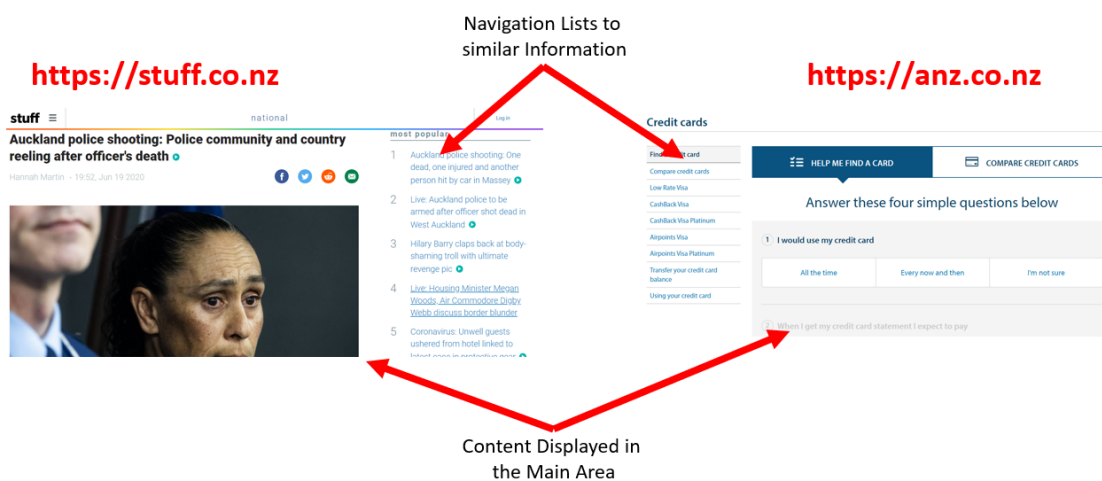 Navigation Lists to
similar Information
https://stuff.co.nz
https://anz.co.nz
stuff
national
Log in
Auckland police shooting: Police community and country
reeling after officer's death
Hannah Martin - 19:52, Jun 19 2020
most popular
1 Auckland police shooting: One
dead, one injured and another
person hit by car in Massey
2 Live: Auckland police to be
armed after officer shot dead in
West Auckland
3 Hilary Barry claps back at body-
shaming troll with ultimate
revenge pic
4 Live: Housing Minister Megan
Woods, Air Commodore Digby
Webb discuss border blunder
5 Coronavirus: Unwell guests
ushered from hotel linked to
latest case in protective gear
Credit cards
Find a credit card
Compare credit cards
Low Rate Visa
CashBack Visa
CashBack Visa Platinum
Airpoints Visa
Airpoints Visa Platinum
Transfer your credit card
balance
Using your credit card
HELP ME FIND A CARD
COMPARE CREDIT CARDS
Answer these four simple questions below
1 I would use my credit card
All the time
Every now and then
I'm not sure
2 When I get my credit card statement I expect to pay
Content Displayed in
the Main Area